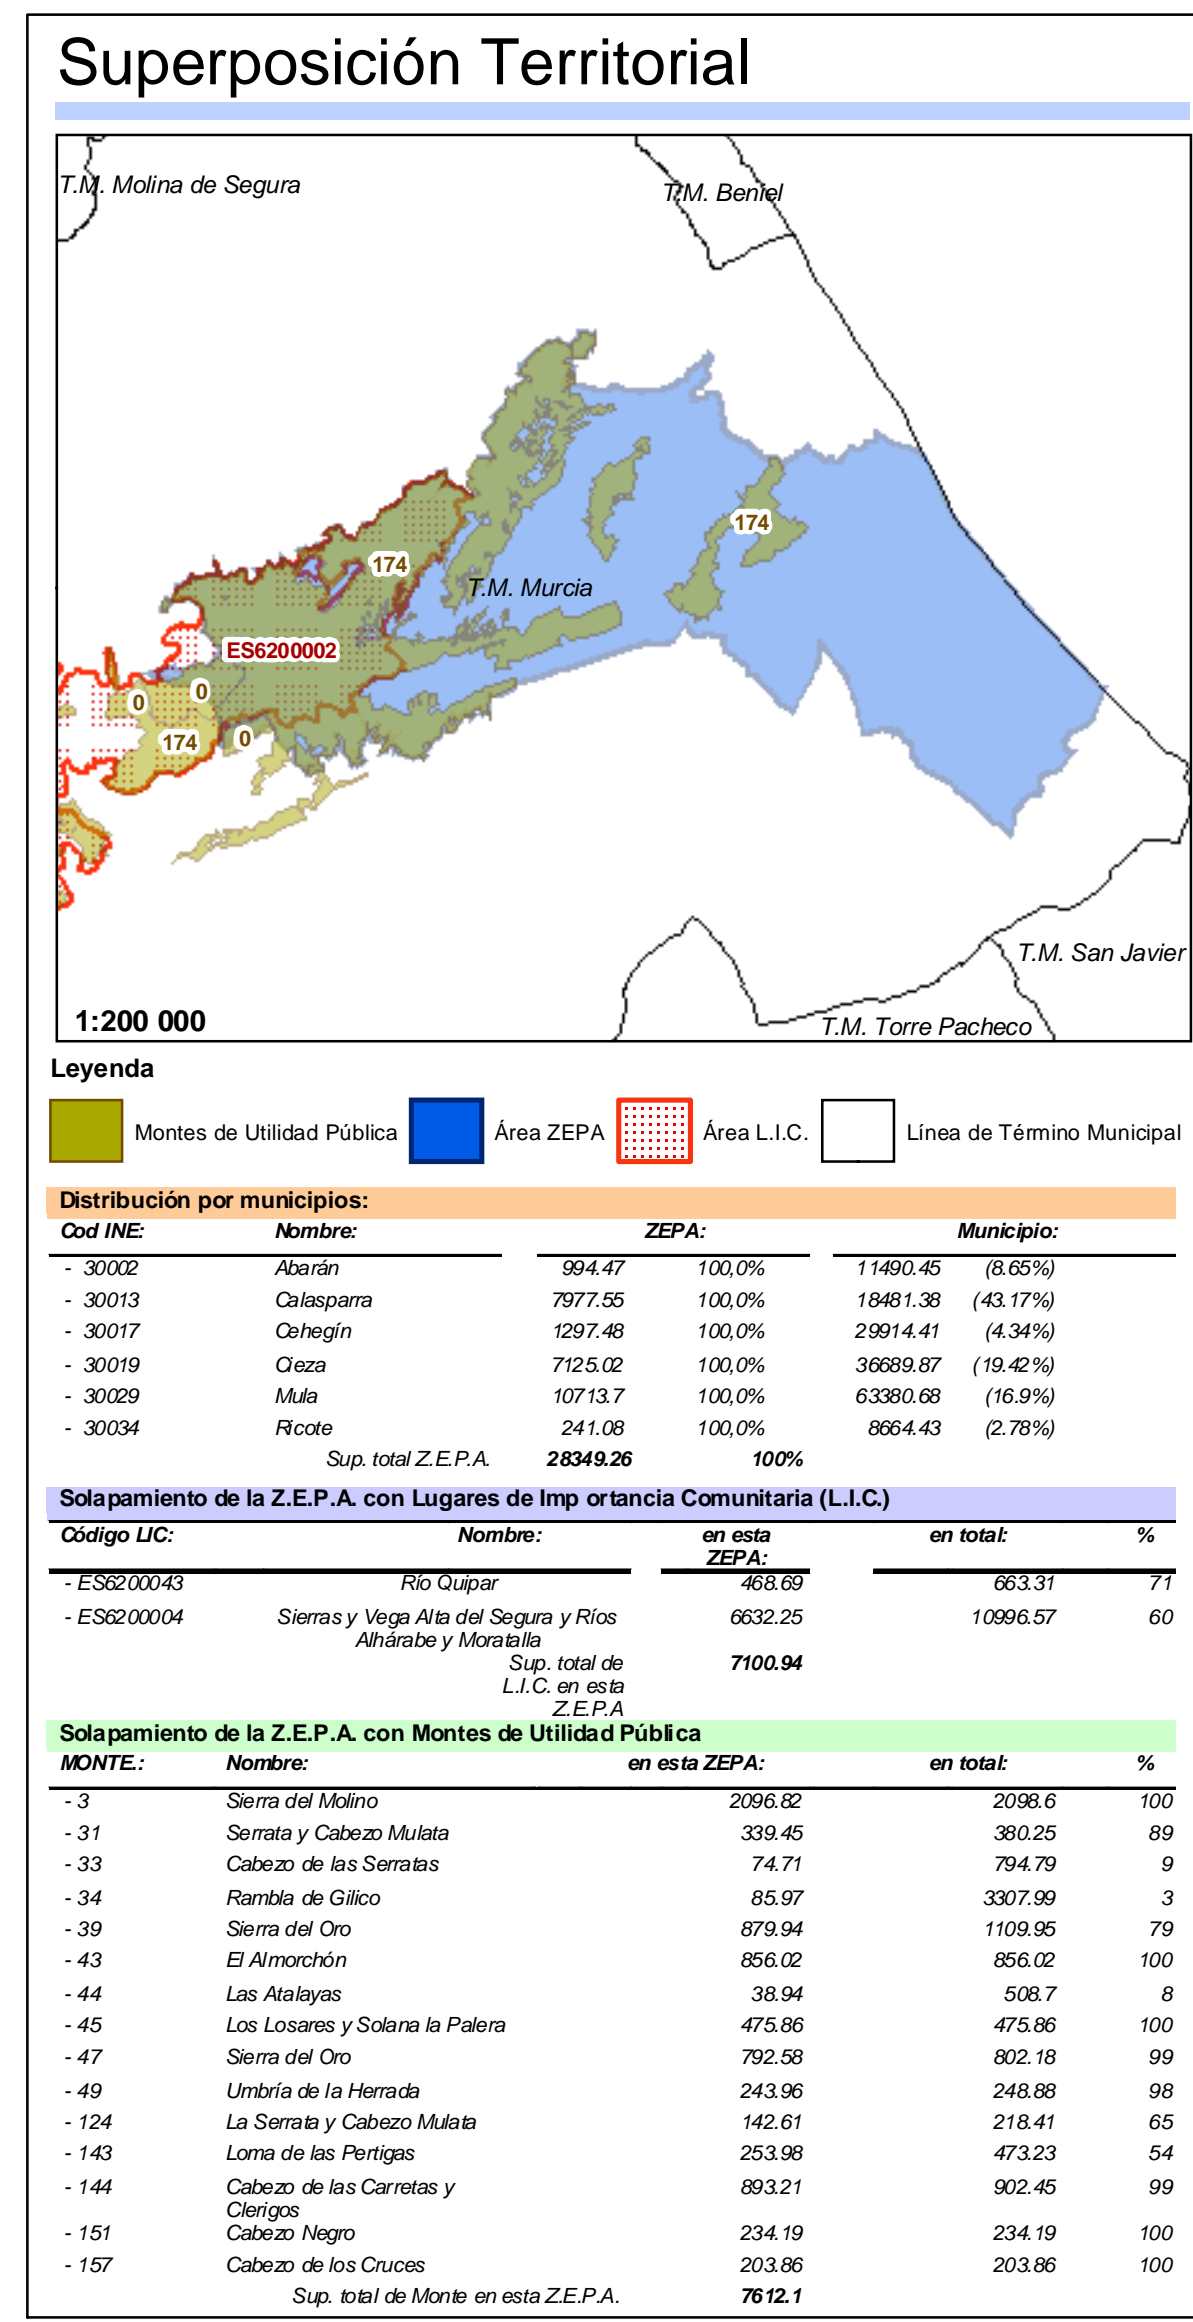 Superposición Territorial
T.M. Molina de Segura
T.M. Beniel
174
174
T.M. Murcia
ES6200002
0
0
174
0
T.M. San Javier
1:200 000
T.M. Torre Pacheco
Leyenda
Montes de Utilidad Pública Área ZEPA Área L.I.C. Línea de Término Municipal
Distribución por municipios:
Cod INE: Nombre: ZEPA: Municipio:
- 30002 Abarán 994.47 100,0% 11490.45 (8.65%)
- 30013 Calasparra 7977.55 100,0% 18481.38 (43.17%)
- 30017 Cehegín 1297.48 100,0% 29914.41 (4.34%)
- 30019 Cieza 7125.02 100,0% 36689.87 (19.42%)
- 30029 Mula 10713.7 100,0% 63380.68 (16.9%)
- 30034 Ricote 241.08 100,0% 8664.43 (2.78%)
Sup. total Z.E.P.A. 28349.26 100%
Solapamiento de la Z.E.P.A. con Lugares de Imp ortancia Comunitaria (L.I.C.)
Código LIC: Nombre: en esta en total: %
ZEPA:
- ES6200043 Río Quipar 468.69 663.31 71
- ES6200004 Sierras y Vega Alta del Segura y Ríos 6632.25 10996.57 60
Alhárabe y Moratalla
Sup. total de 7100.94
L.I.C. en esta
Z.E.P.A
Solapamiento de la Z.E.P.A. con Montes de Utilidad Pública
MONTE.: Nombre: en esta ZEPA: en total: %
- 3 Sierra del Molino 2096.82 2098.6 100
- 31 Serrata y Cabezo Mulata 339.45 380.25 89
- 33 Cabezo de las Serratas 74.71 794.79 9
- 34 Rambla de Gilico 85.97 3307.99 3
- 39 Sierra del Oro 879.94 1109.95 79
- 43 El Almorchón 856.02 856.02 100
- 44 Las Atalayas 38.94 508.7 8
- 45 Los Losares y Solana la Palera 475.86 475.86 100
- 47 Sierra del Oro 792.58 802.18 99
- 49 Umbría de la Herrada 243.96 248.88 98
- 124 La Serrata y Cabezo Mulata 142.61 218.41 65
- 143 Loma de las Pertigas 253.98 473.23 54
- 144 Cabezo de las Carretas y 893.21 902.45 99
Clerigos
- 151 Cabezo Negro 234.19 234.19 100
- 157 Cabezo de los Cruces 203.86 203.86 100
Sup. total de Monte en esta Z.E.P.A. 7612.1